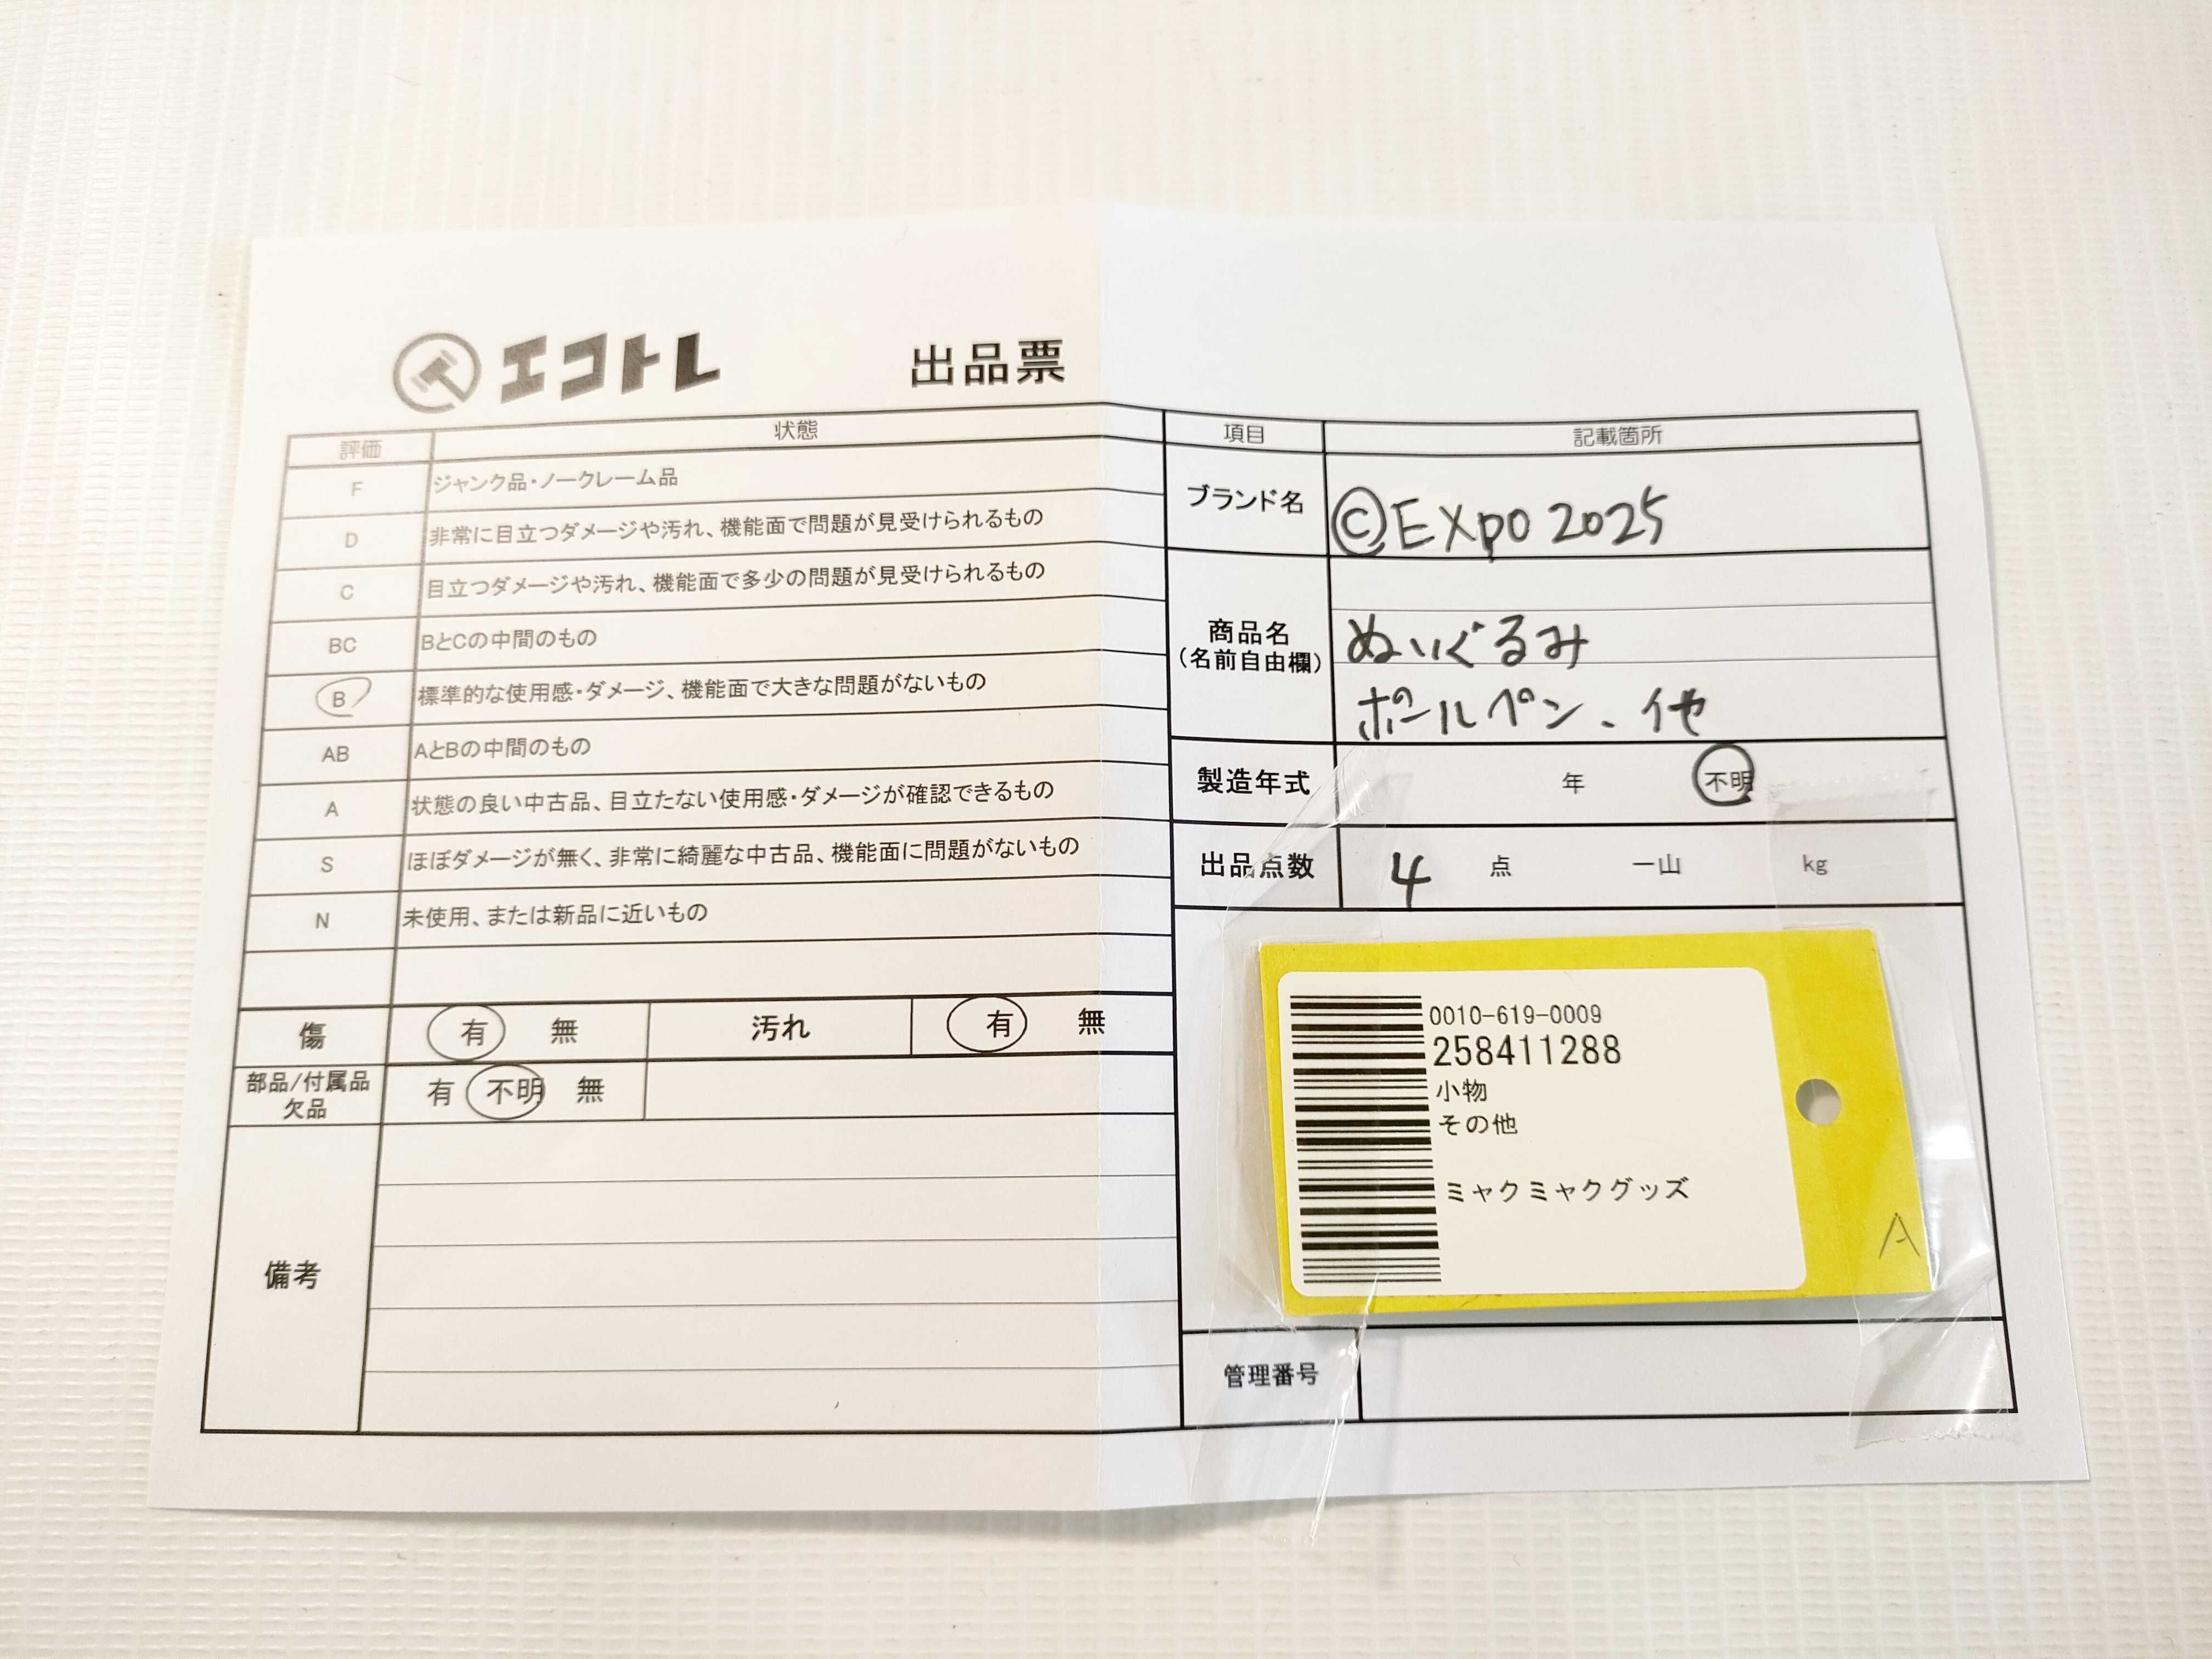 エコトレ 出品票
評価 状態
F ジャンク品・ノークレーム品
D 非常に目立つダメージや汚れ、機能面で問題が見受けられるもの
C 目立つダメージや汚れ、機能面で多少の問題が見受けられるもの
BC BとCの中間のもの
B 標準的な使用感・ダメージ、機能面で大きな問題がないもの
AB AとBの中間のもの
A 状態の良い中古品、目立たない使用感・ダメージが確認できるもの
S ほぼダメージが無く、非常に綺麗な中古品、機能面に問題がないもの
N 未使用、または新品に近いもの
傷 有 無 汚れ 有 無
部品/付属品
欠品 有 不明 無
備考
項目 記載箇所
ブランド名 ©EXpo 2025
商品名
(名前自由欄)
ぬいぐるみ
ボールペン、他
製造年式 年 不明
出品点数 4 点 一山 kg
0010-619-0009
258411288
小物
その他
ミャクミャクグッズ
A
管理番号